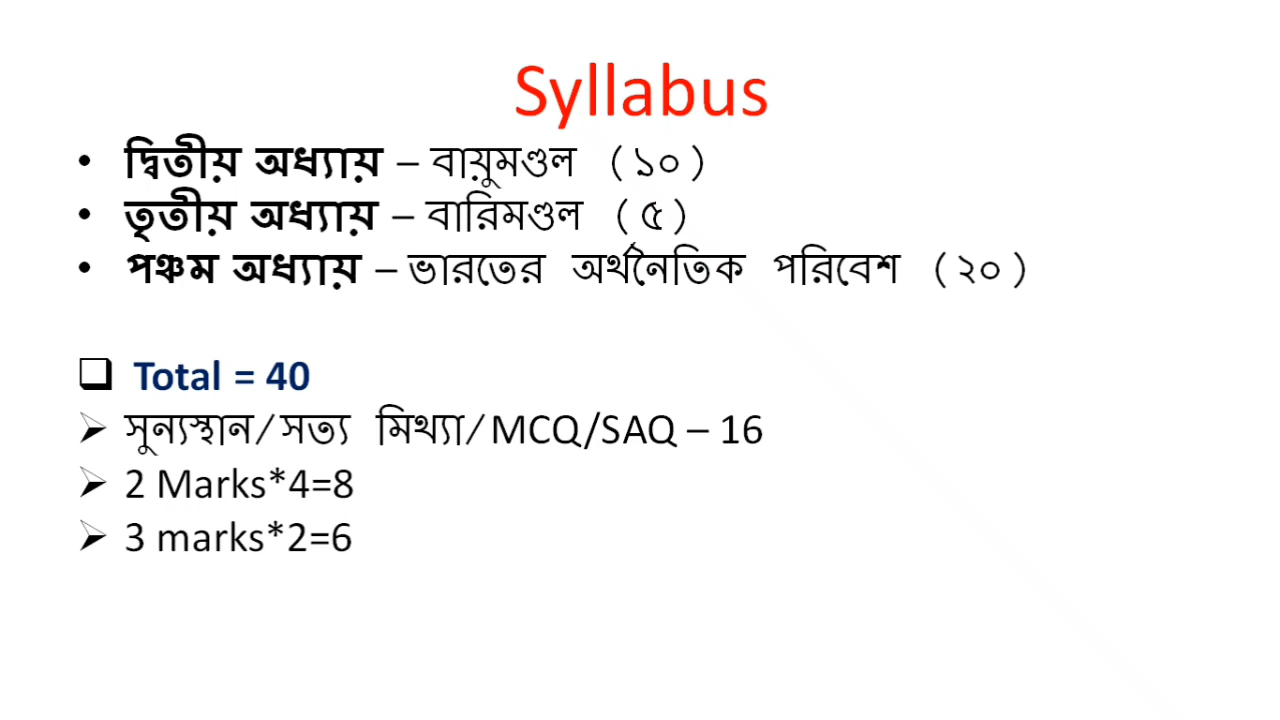 Syllabus
• দ্বিতীয় অধ্যায় – বায়ুমণ্ডল (১০)
• তৃতীয় অধ্যায় – বারিমণ্ডল (৫)
• পঞ্চম অধ্যায় – ভারতের অর্থনৈতিক পরিবেশ (২০)
❑ Total = 40
➢ সুন্যস্থান/সত্য মিথ্যা/MCQ/SAQ – 16
➢ 2 Marks*4=8
➢ 3 marks*2=6